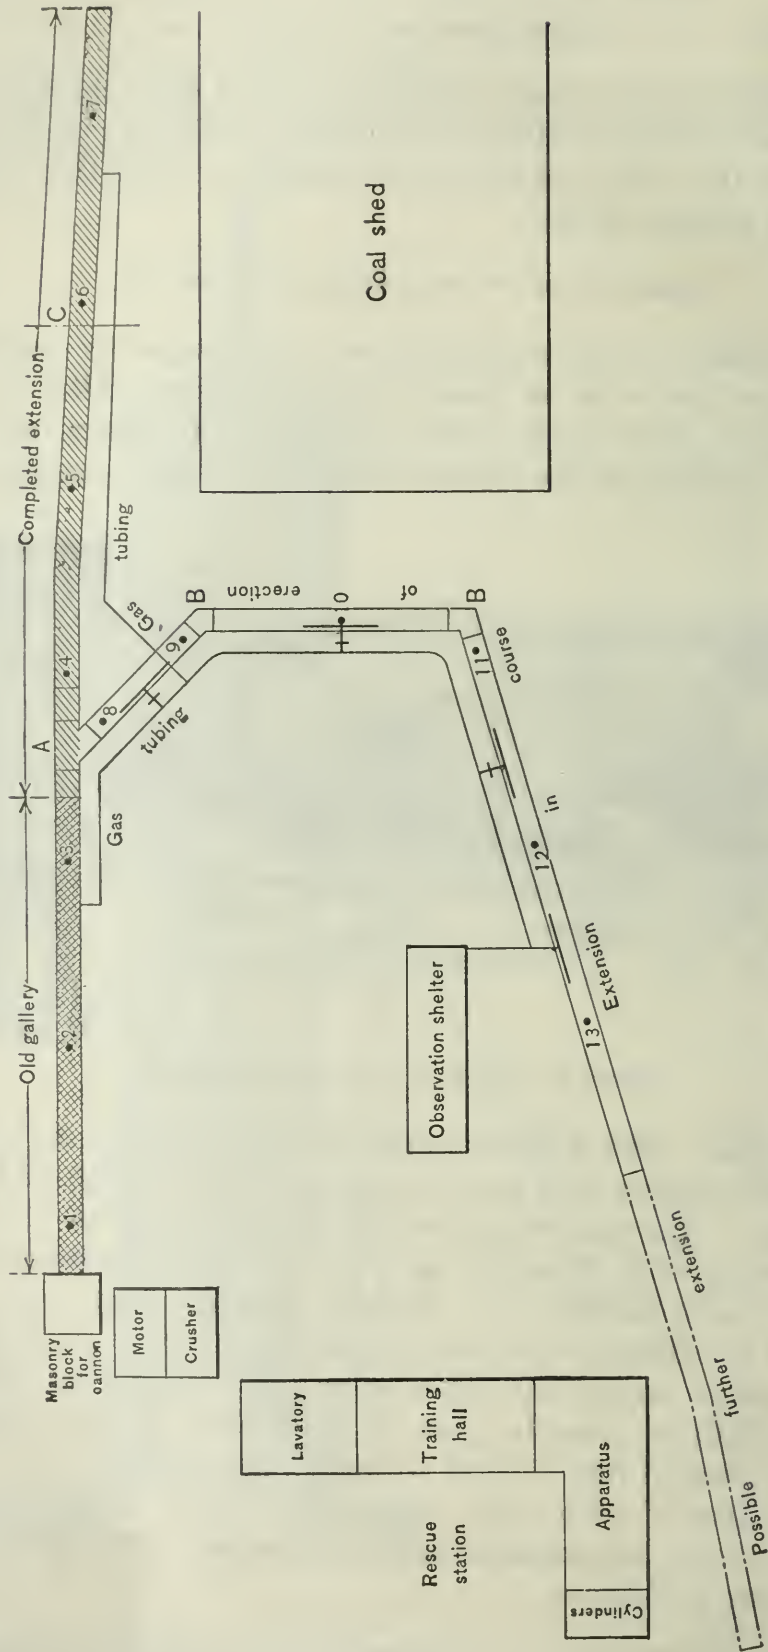 Masonry
block
for
cannon
Old gallery
Completed extension
1
2
3
A
4
5
C
6
7
Motor
Crusher
Gas
tubing
Gas
tubing
8
9
B
10
B
11
12
13
Extension
in
course
of
erection
Coal shed
Observation shelter
Lavatory
Training
hall
Apparatus
Cylinders
Rescue
station
Possible
further
extension